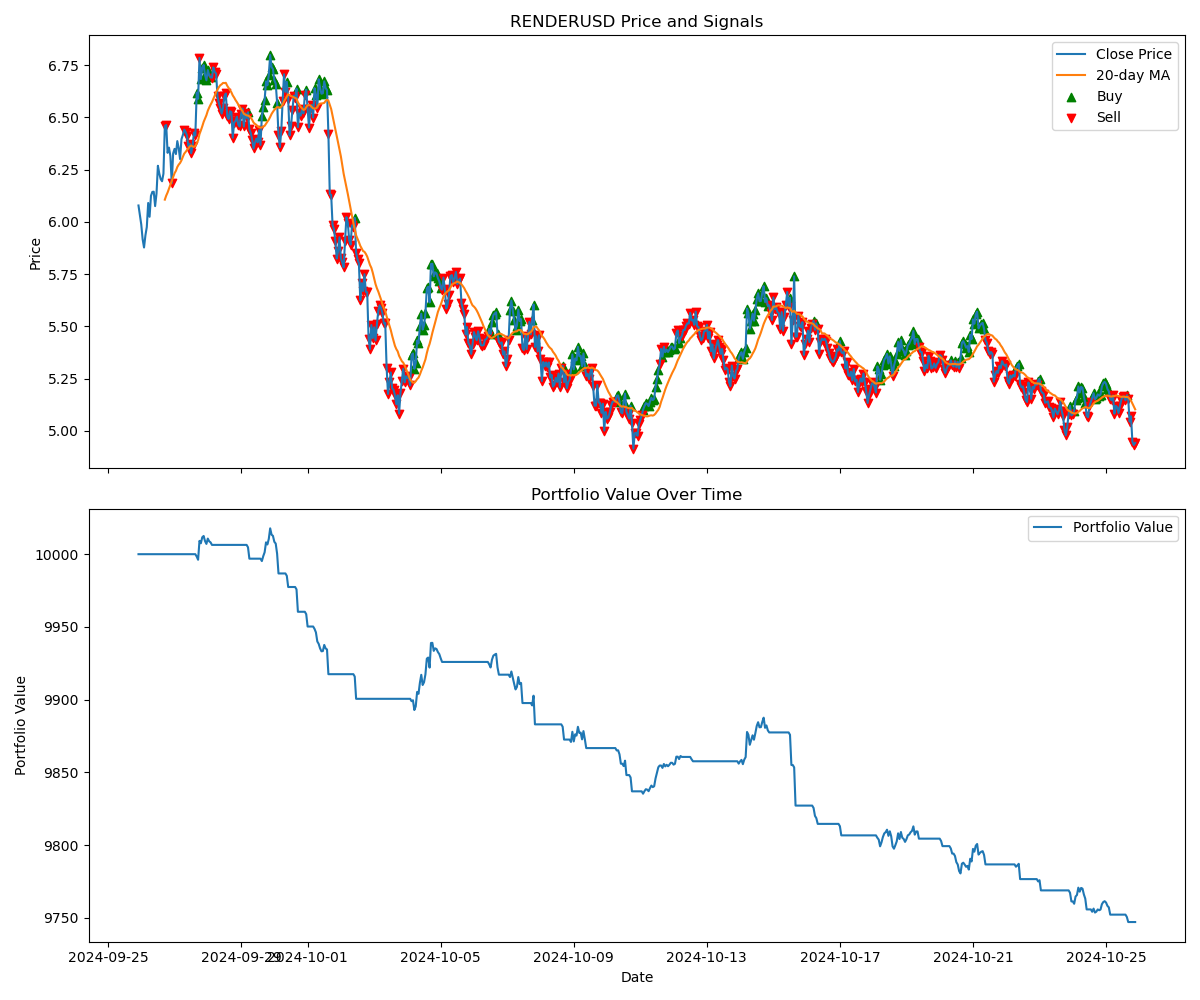 RENDERUSD Price and Signals
6.75
6.50
6.25
6.00
5.75
5.50
5.25
5.00
Price
Close Price
20-day MA
Buy
Sell
Portfolio Value Over Time
10000
9950
9900
9850
9800
9750
Portfolio Value
Portfolio Value
2024-09-25
2024-09-29
2024-10-01
2024-10-05
2024-10-09
2024-10-13
2024-10-17
2024-10-21
2024-10-25
Date